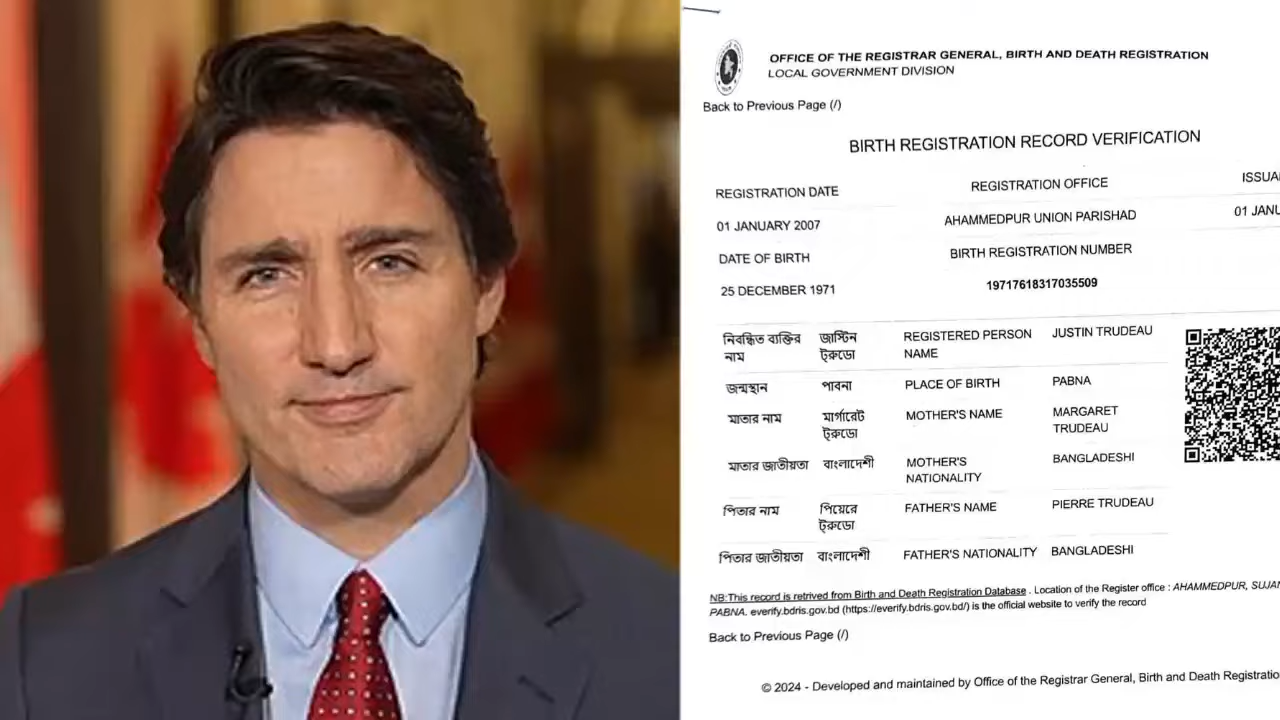 OFFICE OF THE REGISTRAR GENERAL, BIRTH AND DEATH REGISTRATION
LOCAL GOVERNMENT DIVISION
Back to Previous Page (/)
BIRTH REGISTRATION RECORD VERIFICATION
REGISTRATION DATE REGISTRATION OFFICE
01 JANUARY 2007 AHAMMEDPUR UNION PARISHAD 01
DATE OF BIRTH BIRTH REGISTRATION NUMBER
25 DECEMBER 1971 19717618317035509
নিবন্ধিত ব্যক্তির জাস্টিন REGISTERED PERSON JUSTIN TRUDEAU
নাম ট্রুডো NAME
জন্মস্থান পাবনা PLACE OF BIRTH PABNA
মাতার নাম মার্গারেট MOTHER'S NAME MARGARET
ট্রুডো TRUDEAU
মাতার জাতীয়তা বাংলাদেশী MOTHER'S BANGLADESHI
NATIONALITY
পিতার নাম পিয়েরে FATHER'S NAME PIERRE TRUDEAU
ট্রুডো
পিতার জাতীয়তা বাংলাদেশী FATHER'S NATIONALITY BANGLADESHI
NB:This record is retrived from Birth and Death Registration Database . Location of the Register office : AHAMMEDPUR,
PABNA. everify.bdris.gov.bd (https://everify.bdris.gov.bd/) is the official website to verify the record
Back to Previous Page (/)
© 2024 - Developed and maintained by Office of the Registrar General, Birth and Death